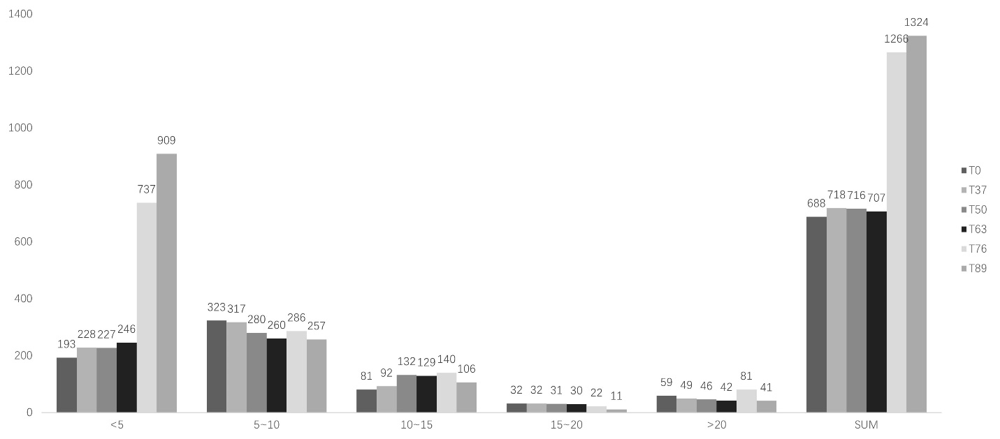 1400
1200
1000
800
600
400
200
0
193 228 227 246 737 909
323 317 280 260 286 257
81 92 132 129 140 106
32 32 31 30 22 11
59 49 46 42 81 41
688 718 716 707 1266 1324
<5 5~10 10~15 15~20 >20 SUM
T0
T37
T50
T63
T76
T89